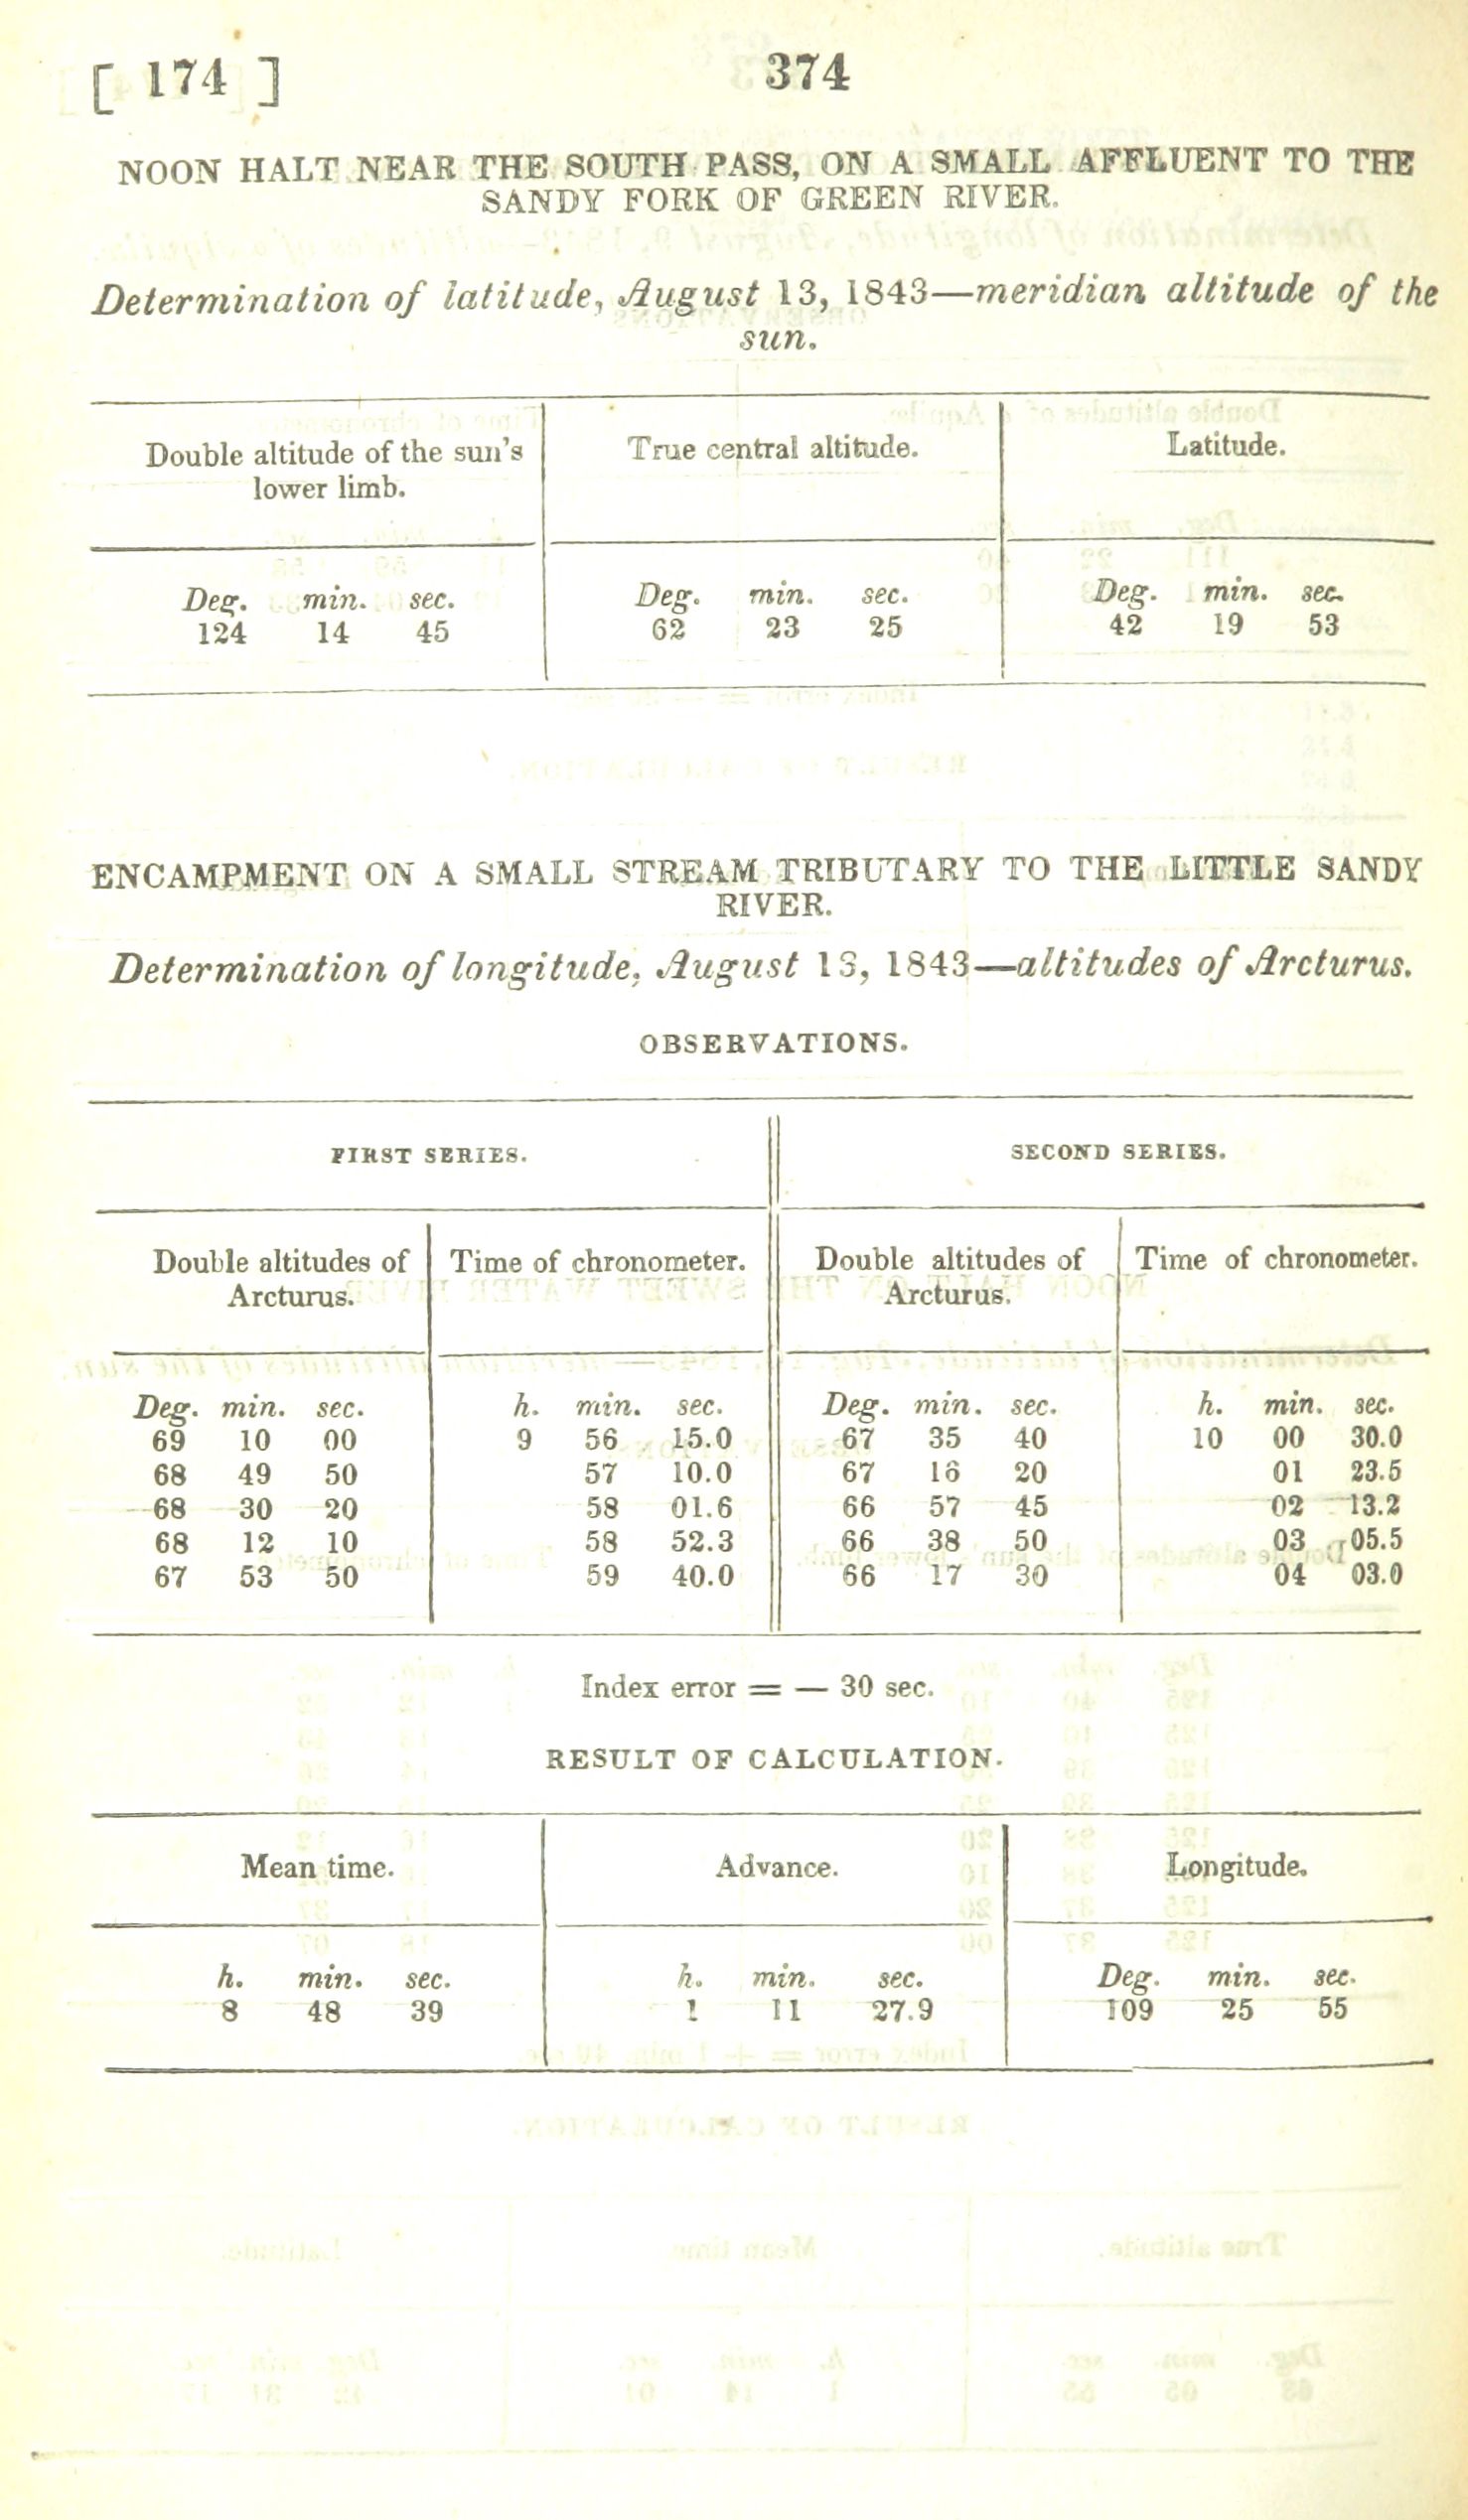 [ 174 ] 374
NOON HALT NEAR THE SOUTH PASS, ON A SMALL AFFLUENT TO THE
SANDY FORK OF GREEN RIVER.
Determination of latitude, August 13, 1843—meridian altitude of the
sun.
Double altitude of the sun's
lower limb.
True central altitude.
Latitude.
Deg. min. sec. Deg. min. sec. Deg. min. sec.
124 14 45 62 23 25 42 19 53
ENCAMPMENT ON A SMALL STREAM TRIBUTARY TO THE LITTLE SANDY
RIVER.
Determination of longitude, August 13, 1843—altitudes of Arcturus.
OBSERVATIONS.
FIRST SERIES. SECOND SERIES.
Double altitudes of
Arcturus.
Time of chronometer.
Double altitudes of
Arcturus.
Time of chronometer.
Deg. min. sec. h. min. sec. Deg. min. sec. h. min. sec.
69 10 00 9 56 15.0 67 35 40 10 00 30.0
68 49 50 57 10.0 67 16 20 01 23.5
68 30 20 58 01.6 66 57 45 02 13.2
68 12 10 58 52.3 66 38 50 03 05.5
67 53 50 59 40.0 66 17 30 04 03.0
Index error = — 30 sec.
RESULT OF CALCULATION.
Mean time. Advance. Longitude.
h. min. sec. h. min. sec. Deg. min. sec.
8 48 39 1 11 27.9 109 25 55